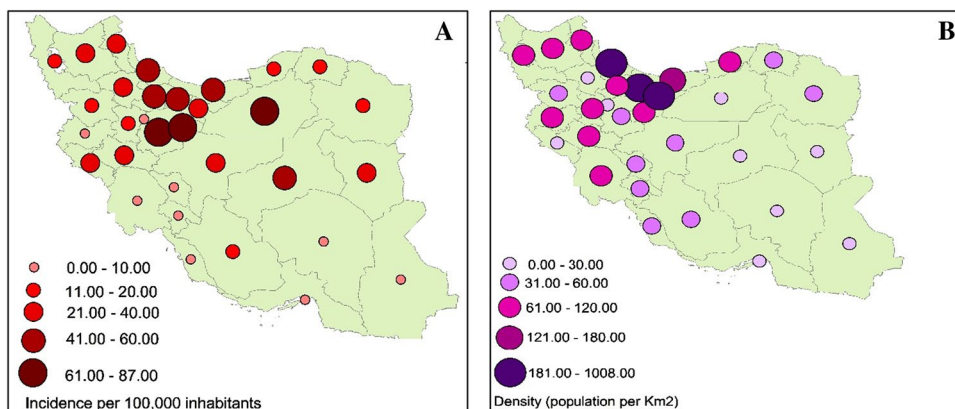 A
0.00 - 10.00
11.00 - 20.00
21.00 - 40.00
41.00 - 60.00
61.00 - 87.00
Incidence per 100,000 inhabitants
B
0.00 - 30.00
31.00 - 60.00
61.00 - 120.00
121.00 - 180.00
181.00 - 1008.00
Density (population per Km2)